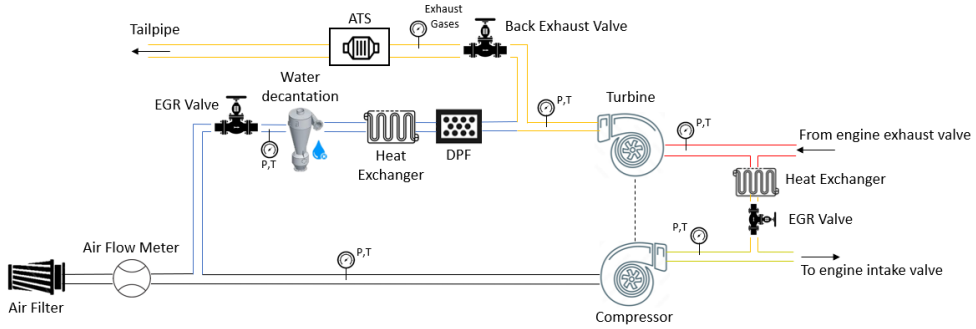 ATS
Exhaust
Gases
Tailpipe
Back Exhaust Valve
Water
decantation
EGR Valve
P,T
Turbine
P,T
P,T
From engine exhaust valve
Heat
Exchanger
DPF
Heat Exchanger
EGR Valve
P,T
Air Flow Meter
P,T
To engine intake valve
Air Filter
Compressor